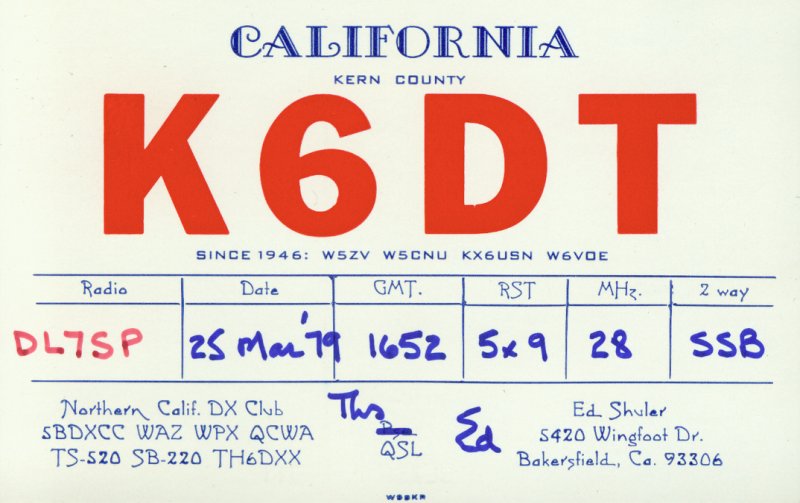 CALIFORNIA
KERN COUNTY
K6DT
SINCE 1946: W5ZV W5CNU KX6USN W6VOE
Radio Date GMT. RST MHz. 2 way
DL7SP 25 Mar '79 1652 5x9 28 SSB
Northern Calif. DX Club
5BDXCC WAZ WPX QCWA
TS-520 SB-220 TH6DXX
Tks
QSL
Ed
Ed Shuler
5420 Wingfoot Dr.
Bakersfield, Ca. 93306